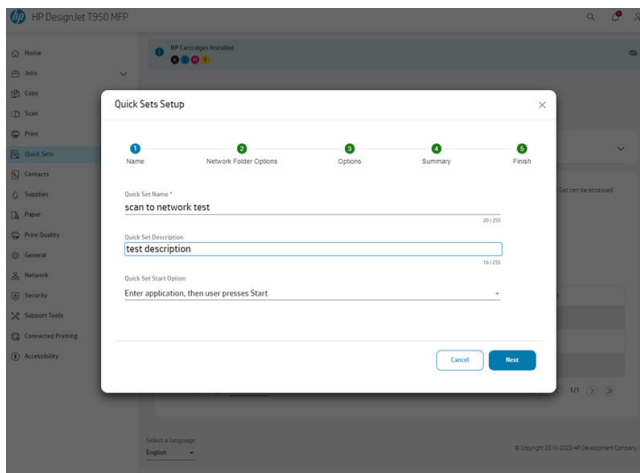 hp HP DesignJet T950 MFP
Home
HP Cartridges Installed
Jobs
Copy
Quick Sets Setup
Scan
Print
1 2 3 4 5
Name Network Folder Options Options Summary Finish
Quick Sets
Contacts
Supplies
Set can be accessed
Quick Set Name *
scan to network test
20 / 255
Paper
Print Quality
General
Quick Set Description
test description
16 / 255
Network
Security
Quick Set Start Option
Enter application, then user presses Start
Support Tools
Connected Printing
Accessibility
Cancel Next
1/1
Select a language
English
© Copyright 2010-2023 HP Development Company